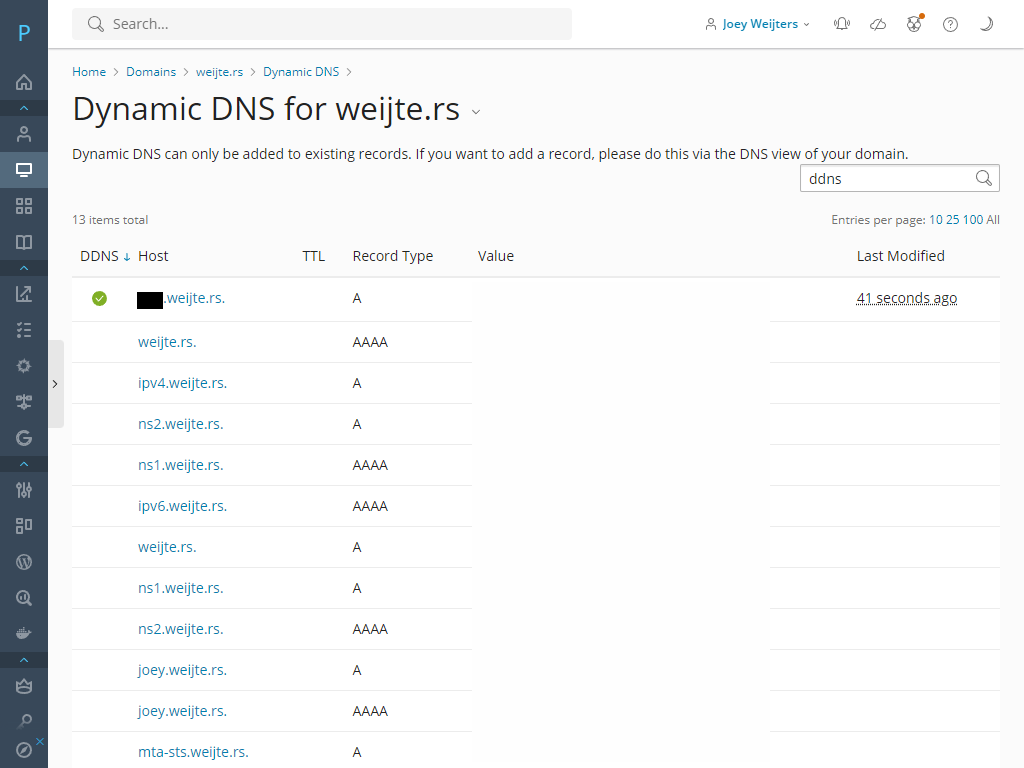 P
Search...
Joey Weijters
Home > Domains > weijte.rs > Dynamic DNS >
Dynamic DNS for weijte.rs
Dynamic DNS can only be added to existing records. If you want to add a record, please do this via the DNS view of your domain.
ddns
13 items total
Entries per page: 10 25 100 All
DDNS ↓ Host TTL Record Type Value Last Modified
.weijte.rs. A 41 seconds ago
weijte.rs. AAAA
ipv4.weijte.rs. A
ns2.weijte.rs. A
ns1.weijte.rs. AAAA
ipv6.weijte.rs. AAAA
weijte.rs. A
ns1.weijte.rs. A
ns2.weijte.rs. AAAA
joey.weijte.rs. A
joey.weijte.rs. AAAA
mta-sts.weijte.rs. A